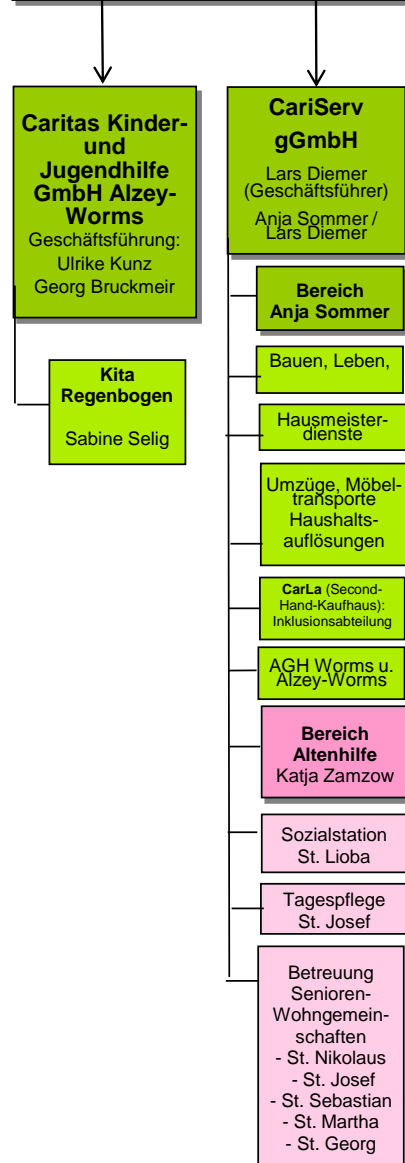 Caritas Kinder-
und
Jugendhilfe
GmbH Alzey-
Worms
Geschäftsführung:
Ulrike Kunz
Georg Bruckmeir
Kita
Regenbogen
Sabine Selig
CariServ
gGmbH
Lars Diemer
(Geschäftsführer)
Anja Sommer /
Lars Diemer
Bereich
Anja Sommer
Bauen, Leben,
Hausmeister-
dienste
Umzüge, Möbel-
transporte
Haushalts-
auflösungen
CarLa (Second-
Hand-Kaufhaus):
Inklusionsabteilung
AGH Worms u.
Alzey-Worms
Bereich
Altenhilfe
Katja Zamzow
Sozialstation
St. Lioba
Tagespflege
St. Josef
Betreuung
Senioren-
Wohngemein-
schaften
- St. Nikolaus
- St. Josef
- St. Sebastian
- St. Martha
- St. Georg